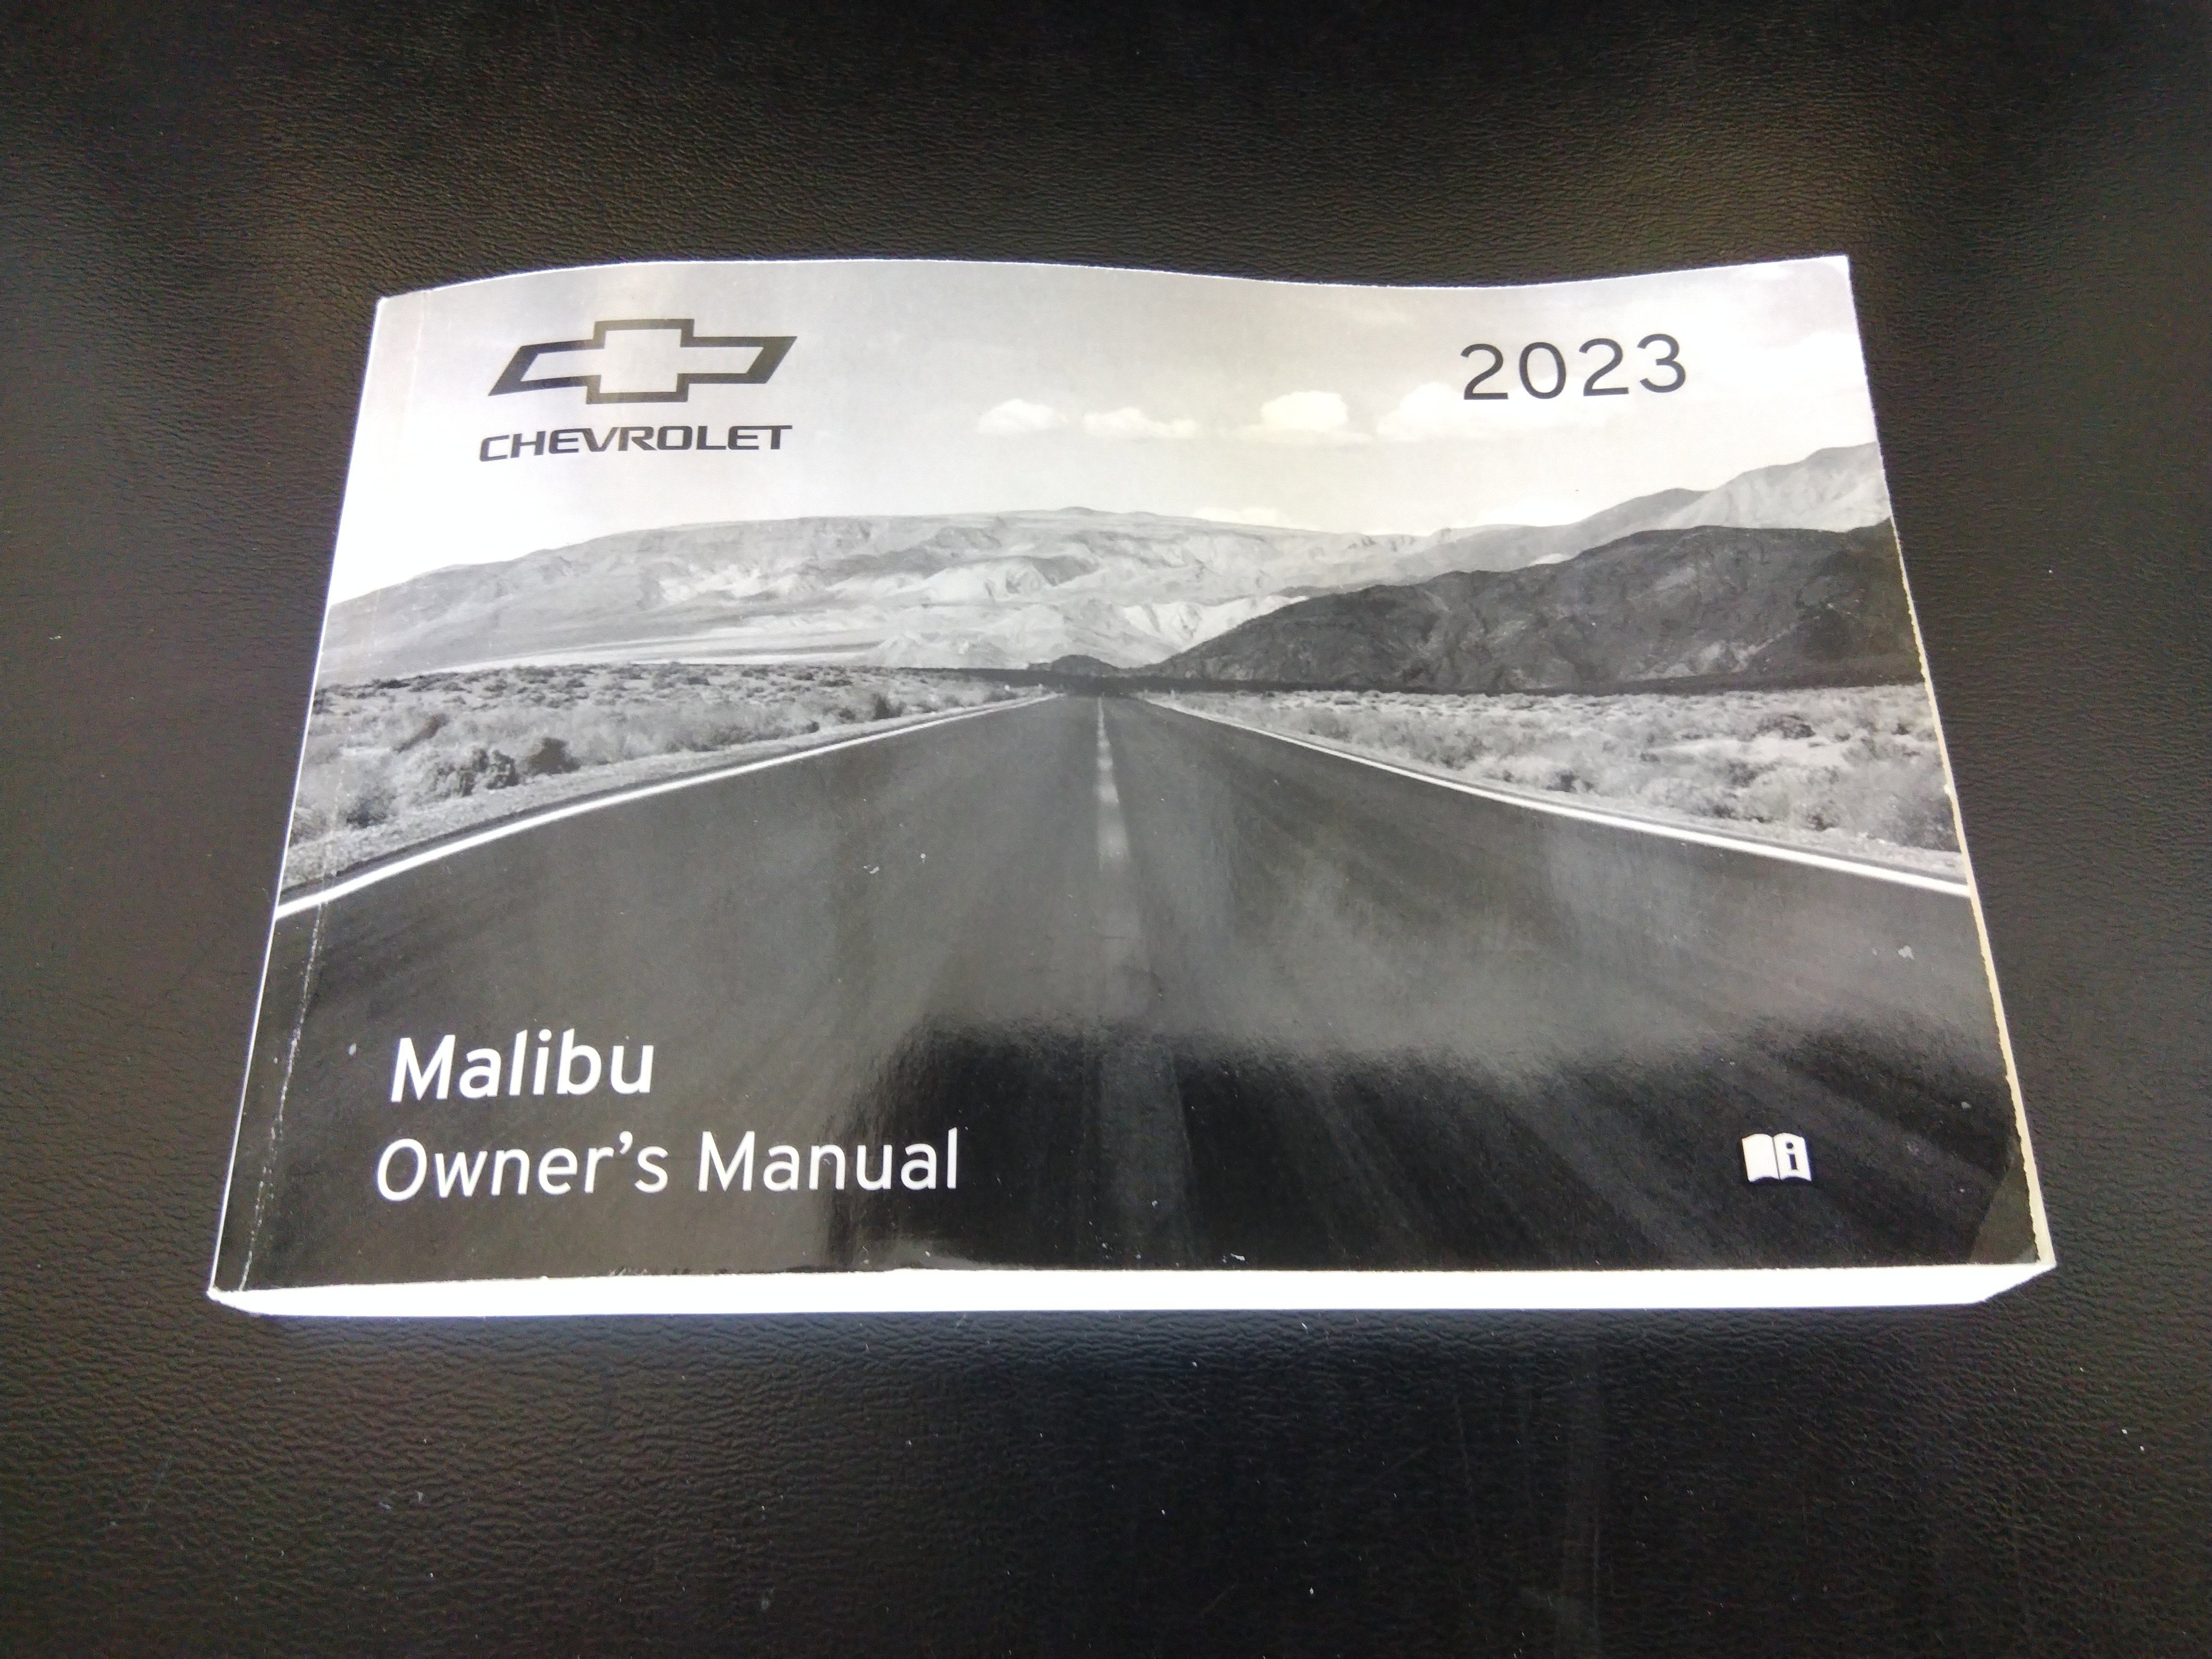 CHEVROLET
2023
Malibu
Owner's Manual
i